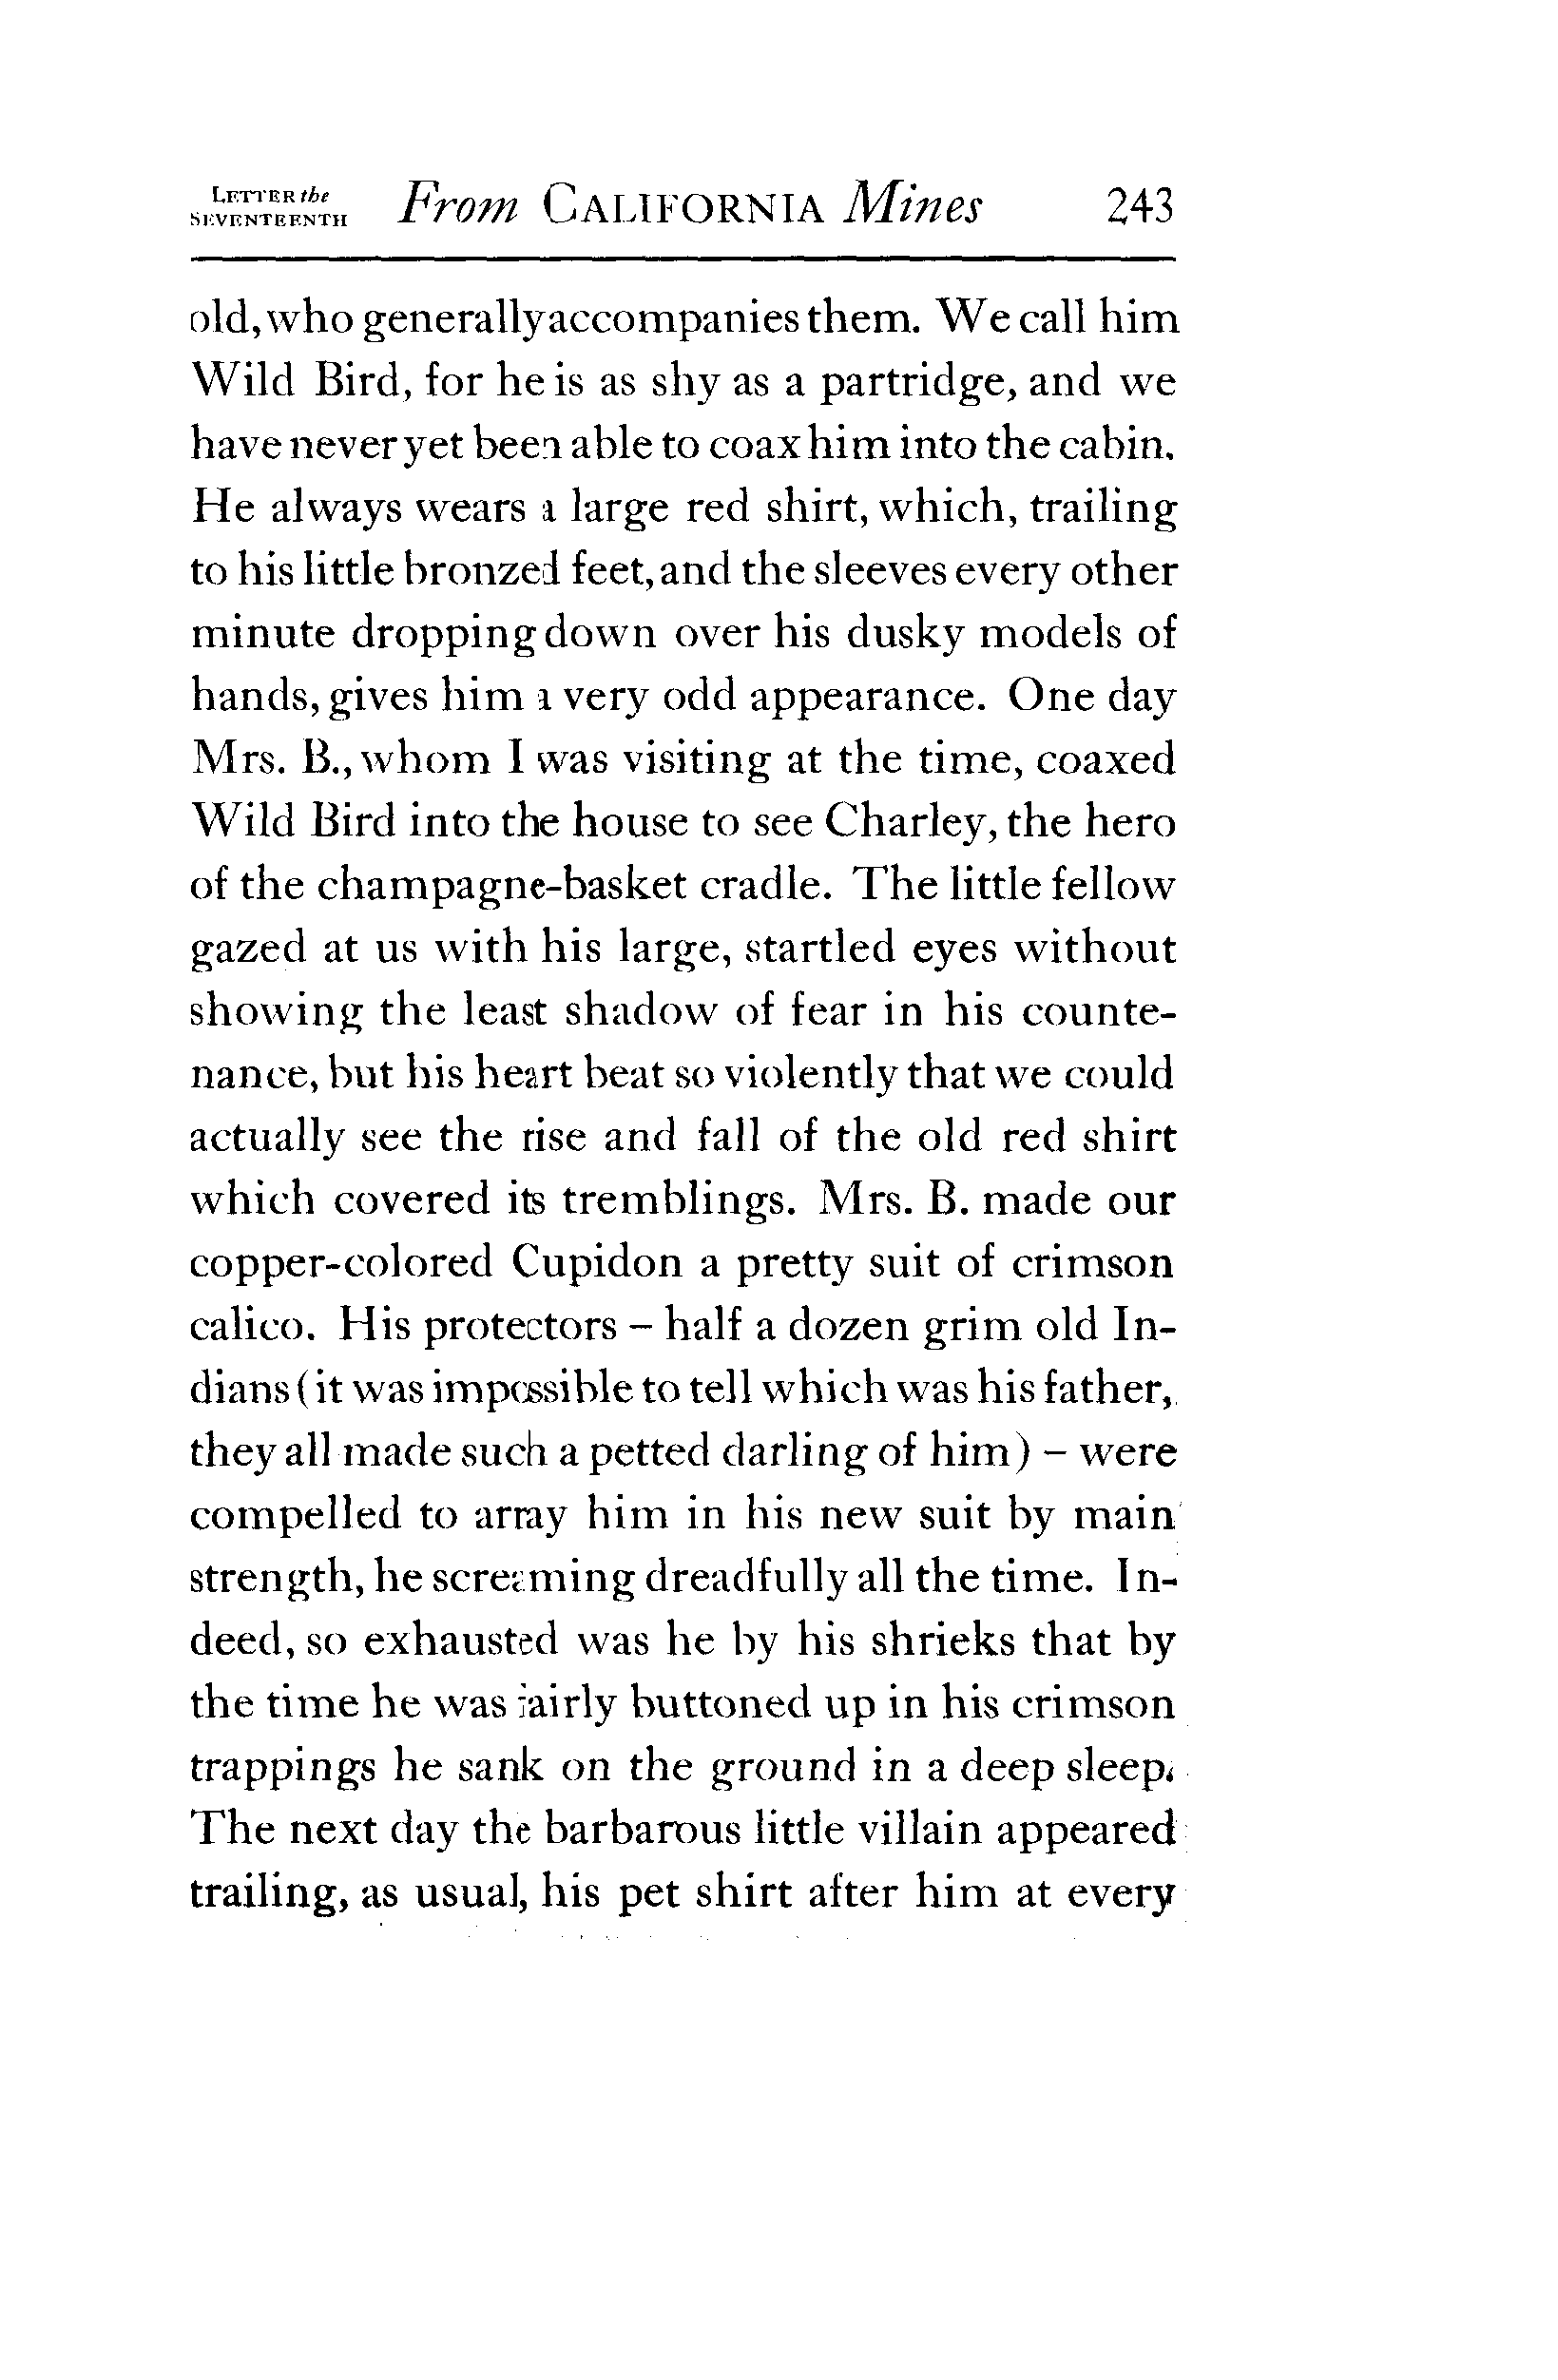 LETTER the
SEVENTEENTH From CALIFORNIA Mines 243
old, who generally accompanies them. We call him
Wild Bird, for he is as shy as a partridge, and we
have never yet been able to coax him into the cabin.
He always wears a large red shirt, which, trailing
to his little bronzed feet, and the sleeves every other
minute dropping down over his dusky models of
hands, gives him a very odd appearance. One day
Mrs. B., whom I was visiting at the time, coaxed
Wild Bird into the house to see Charley, the hero
of the champagne-basket cradle. The little fellow
gazed at us with his large, startled eyes without
showing the least shadow of fear in his counte-
nance, but his heart beat so violently that we could
actually see the rise and fall of the old red shirt
which covered its tremblings. Mrs. B. made our
copper-colored Cupidon a pretty suit of crimson
calico. His protectors – half a dozen grim old In-
dians (it was impossible to tell which was his father,
they all made such a petted darling of him) – were
compelled to array him in his new suit by main
strength, he screaming dreadfully all the time. In-
deed, so exhausted was he by his shrieks that by
the time he was fairly buttoned up in his crimson
trappings he sank on the ground in a deep sleep.
The next day the barbarous little villain appeared
trailing, as usual, his pet shirt after him at every